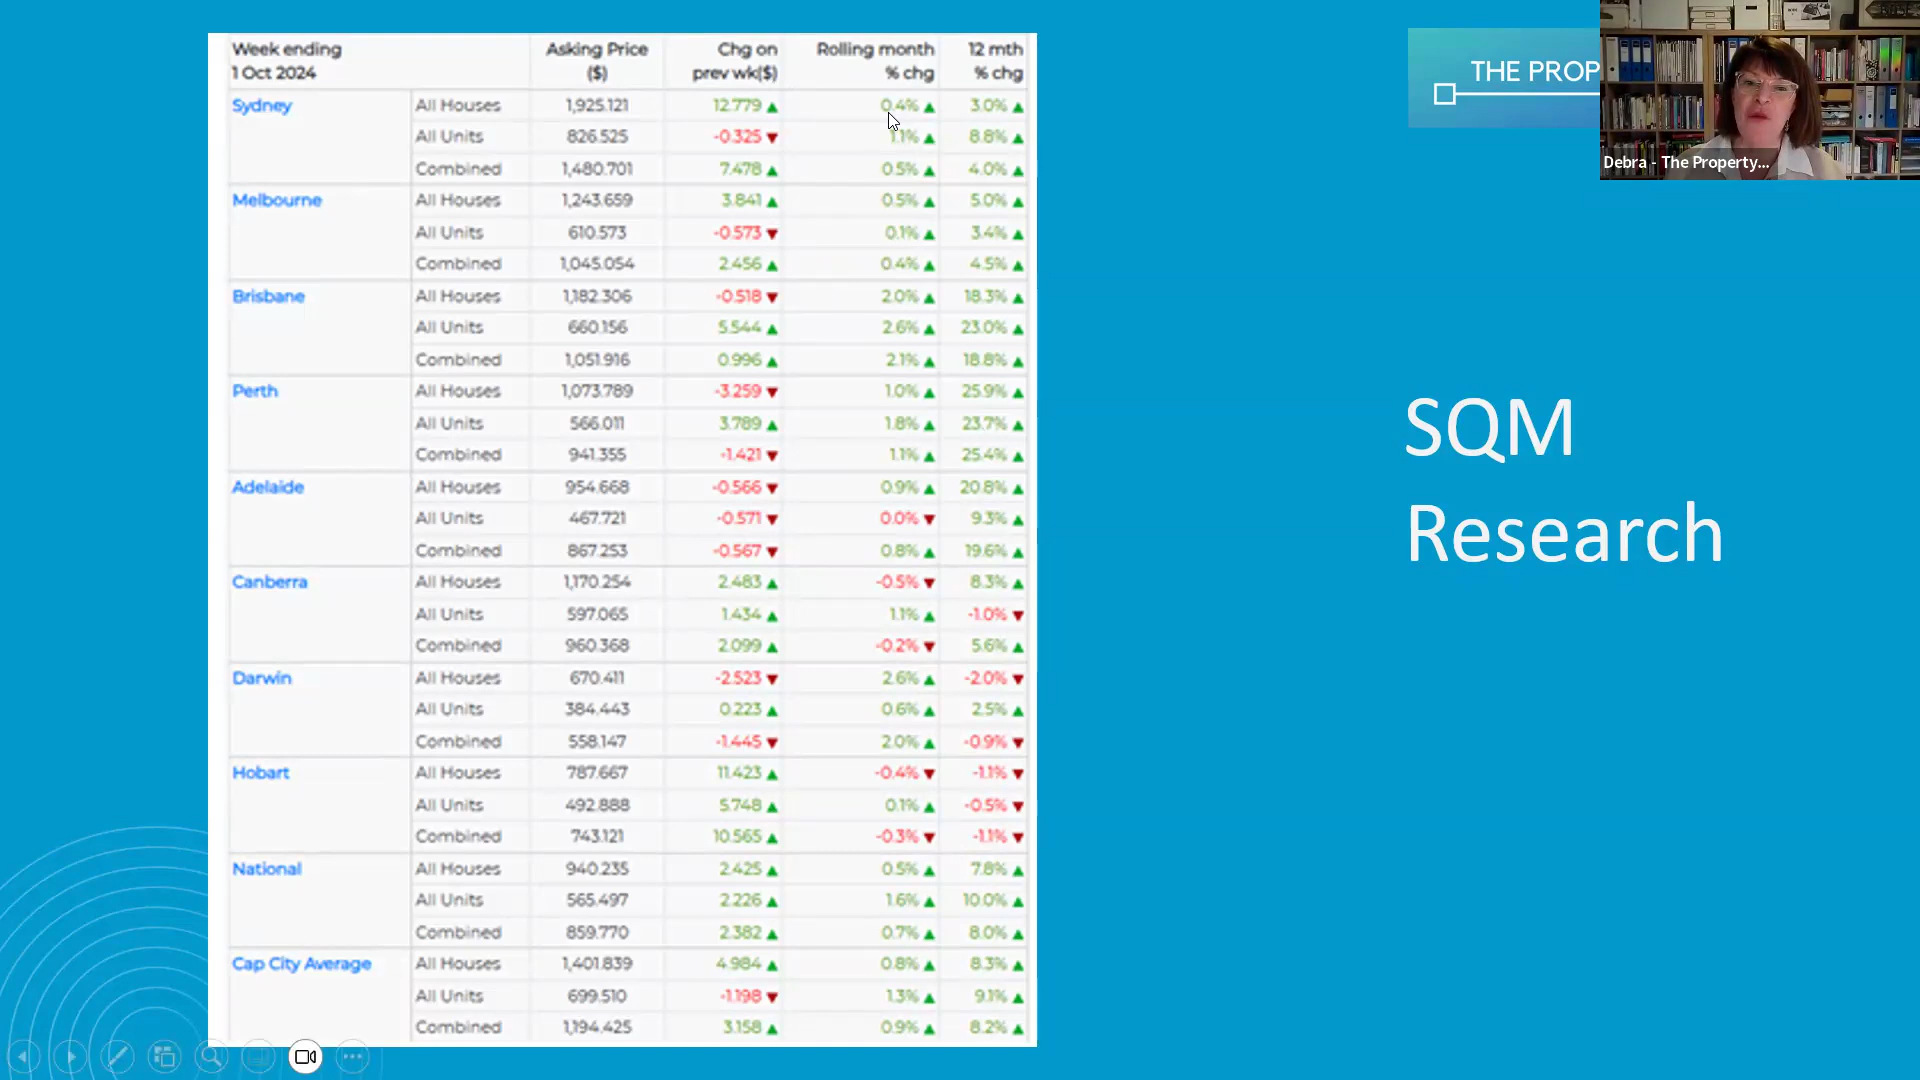 Week ending Asking Price Chg on Rolling month 12 mth
1 Oct 2024 ($) prev wk($) % chg % chg
Sydney All Houses 1,925.121 12.779 ▲ 0.4% ▲ 3.0% ▲
All Units 826.525 -0.325 ▼ 1.1% ▲ 8.8% ▲
Combined 1,480.701 7.478 ▲ 0.5% ▲ 4.0% ▲
Melbourne All Houses 1,243.659 3.841 ▲ 0.5% ▲ 5.0% ▲
All Units 610.573 -0.573 ▼ 0.1% ▲ 3.4% ▲
Combined 1,045.054 2.456 ▲ 0.4% ▲ 4.5% ▲
Brisbane All Houses 1,182.306 -0.518 ▼ 2.0% ▲ 18.3% ▲
All Units 660.156 5.544 ▲ 2.6% ▲ 23.0% ▲
Combined 1,051.916 0.996 ▲ 2.1% ▲ 18.8% ▲
Perth All Houses 1,073.789 -3.259 ▼ 1.0% ▲ 25.9% ▲
All Units 566.011 3.789 ▲ 1.8% ▲ 23.7% ▲
Combined 941.355 -1.421 ▼ 1.1% ▲ 25.4% ▲
Adelaide All Houses 954.668 -0.566 ▼ 0.9% ▲ 20.8% ▲
All Units 467.721 -0.571 ▼ 0.0% ▼ 9.3% ▲
Combined 867.253 -0.567 ▼ 0.8% ▲ 19.6% ▲
Canberra All Houses 1,170.254 2.483 ▲ -0.5% ▼ 8.3% ▲
All Units 597.065 1.434 ▲ 1.1% ▲ -1.0% ▼
Combined 960.368 2.099 ▲ -0.2% ▼ 5.6% ▲
Darwin All Houses 670.411 -2.523 ▼ 2.6% ▲ -2.0% ▼
All Units 384.443 0.223 ▲ 0.6% ▲ 2.5% ▲
Combined 558.147 -1.445 ▼ 2.0% ▲ -0.9% ▼
Hobart All Houses 787.667 11.423 ▲ -0.4% ▼ -1.1% ▼
All Units 492.888 5.748 ▲ 0.1% ▲ -0.5% ▼
Combined 743.121 10.565 ▲ -0.3% ▼ -1.1% ▼
National All Houses 940.235 2.425 ▲ 0.5% ▲ 7.8% ▲
All Units 565.497 2.226 ▲ 1.6% ▲ 10.0% ▲
Combined 859.770 2.382 ▲ 0.7% ▲ 8.0% ▲
Cap City Average All Houses 1,401.839 4.984 ▲ 0.8% ▲ 8.3% ▲
All Units 699.510 -1.198 ▼ 1.3% ▲ 9.1% ▲
Combined 1,194.425 3.158 ▲ 0.9% ▲ 8.2% ▲
THE PROP
Debra - The Property...
SQM
Research